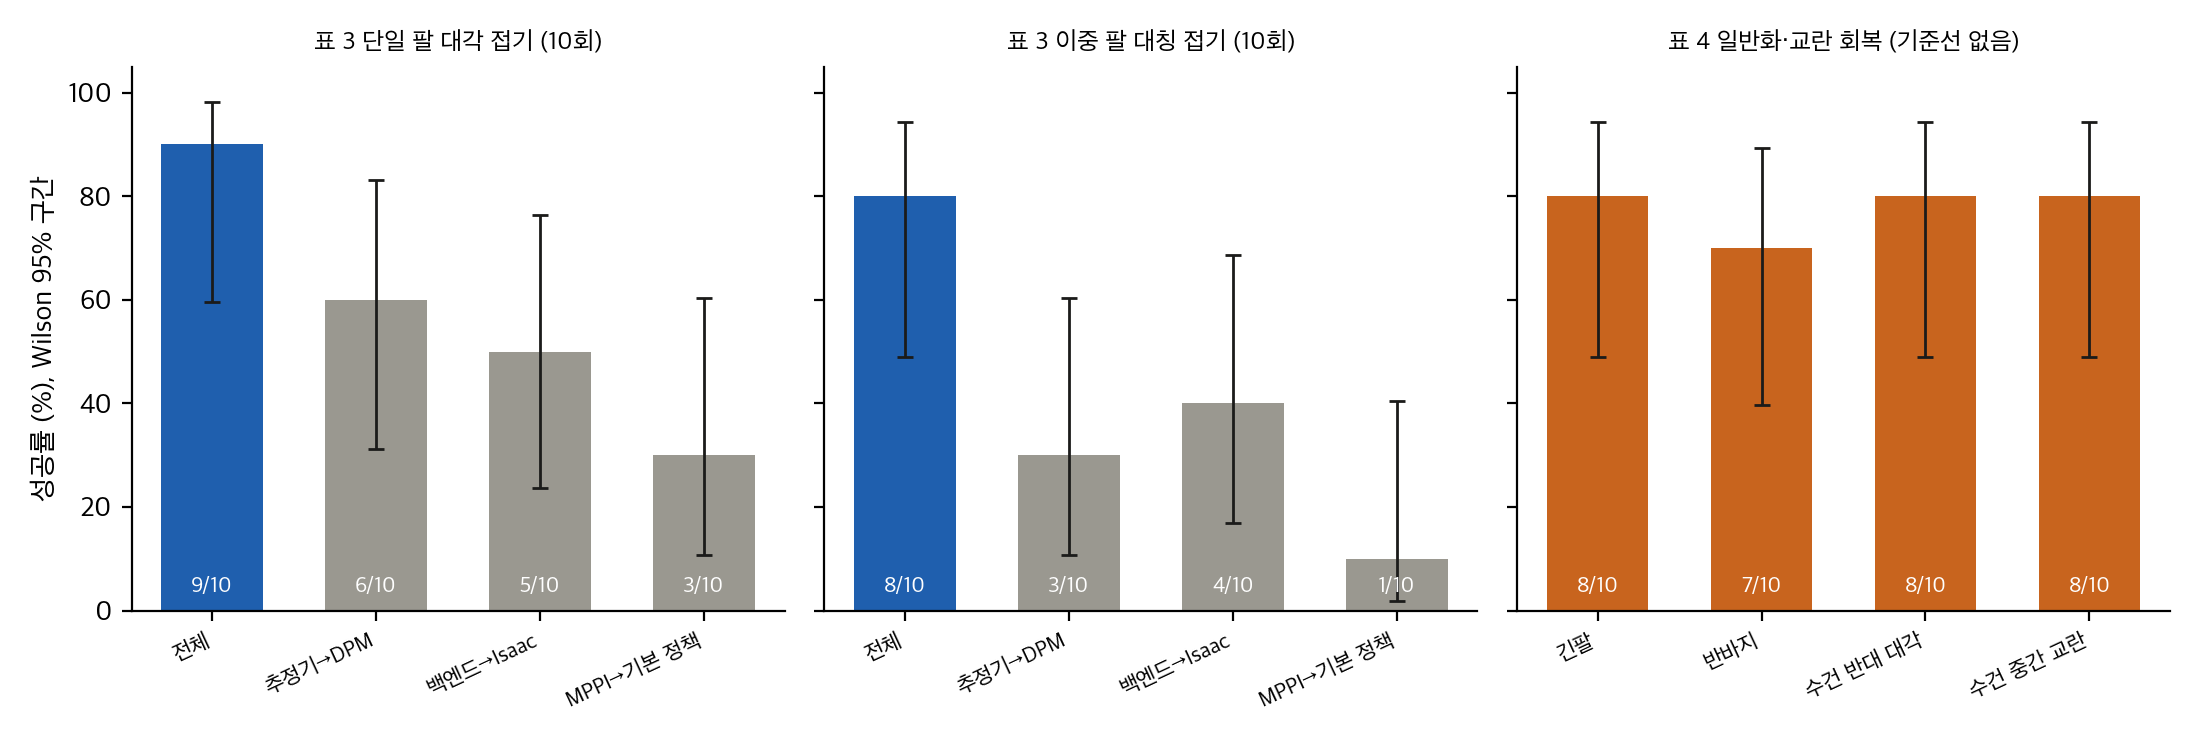 표 3 단일 팔 대각 접기 (10회)
표 3 이중 팔 대칭 접기 (10회)
표 4 일반화·교란 회복 (기준선 없음)
성공률 (%), Wilson 95% 구간
100
80
60
40
20
0
9/10
6/10
5/10
3/10
8/10
3/10
4/10
1/10
8/10
7/10
8/10
8/10
전체
추정기→DPM
백엔드→Isaac
MPPI→기본 정책
전체
추정기→DPM
백엔드→Isaac
MPPI→기본 정책
긴팔
반바지
수건 반대 대각
수건 중간 교란